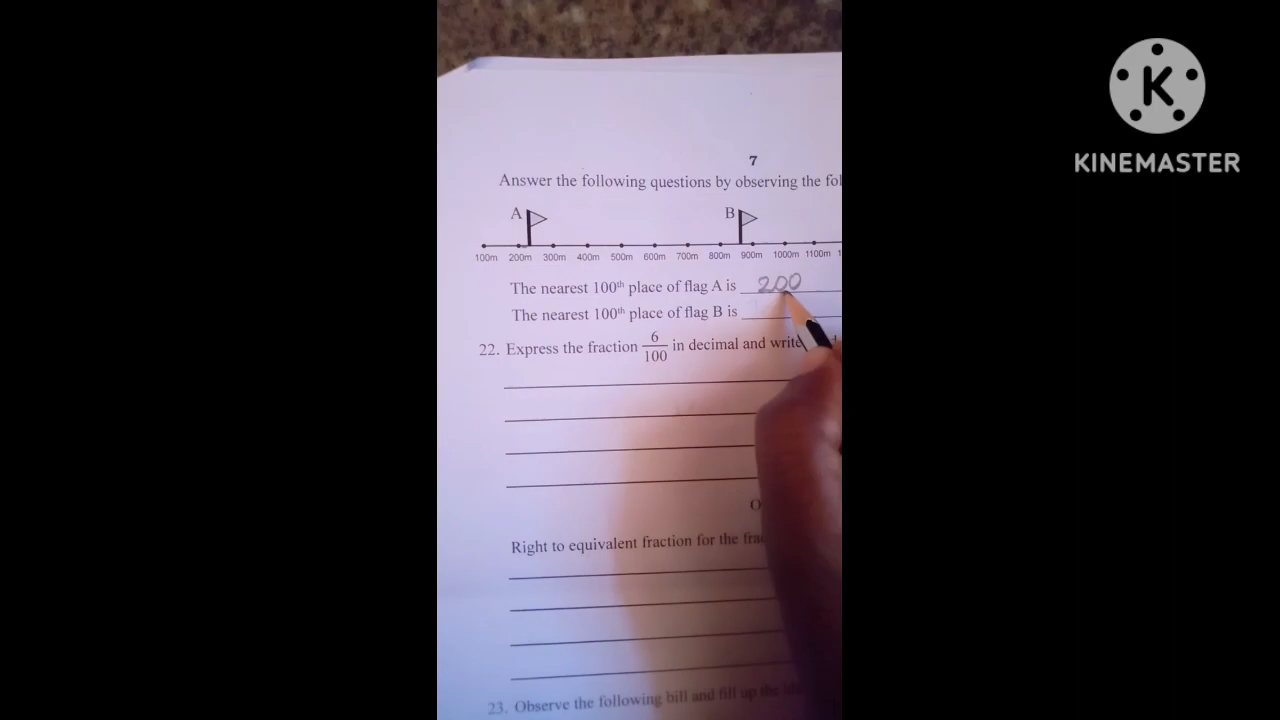 K
KINEMASTER
7
Answer the following questions by observing the fol
A B
100m 200m 300m 400m 500m 600m 700m 800m 900m 1000m 1100m 1
The nearest 100th place of flag A is 200
The nearest 100th place of flag B is
22. Express the fraction 6/100 in decimal and write
O
Right to equivalent fraction for the fra
23. Observe the following bill and fill up the